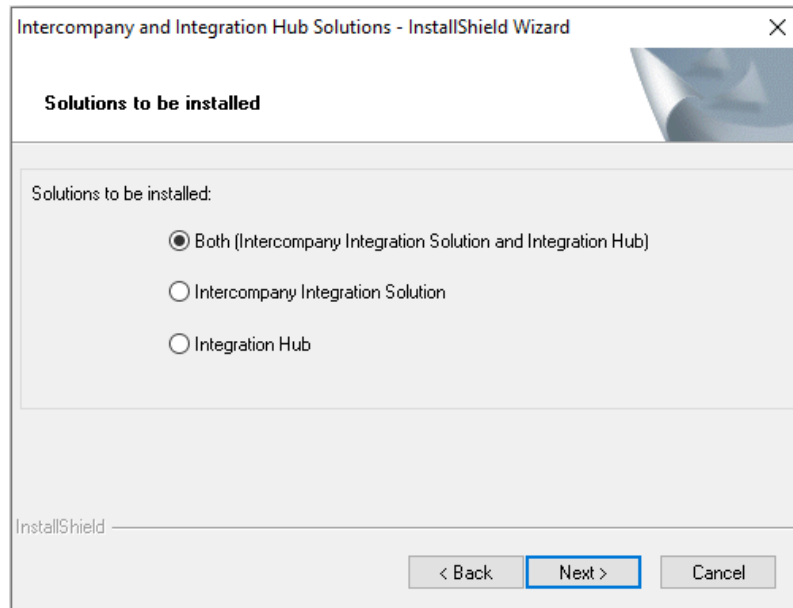 Intercompany and Integration Hub Solutions - InstallShield Wizard
Solutions to be installed
Solutions to be installed:
Both (Intercompany Integration Solution and Integration Hub)
Intercompany Integration Solution
Integration Hub
InstallShield
< Back Next > Cancel